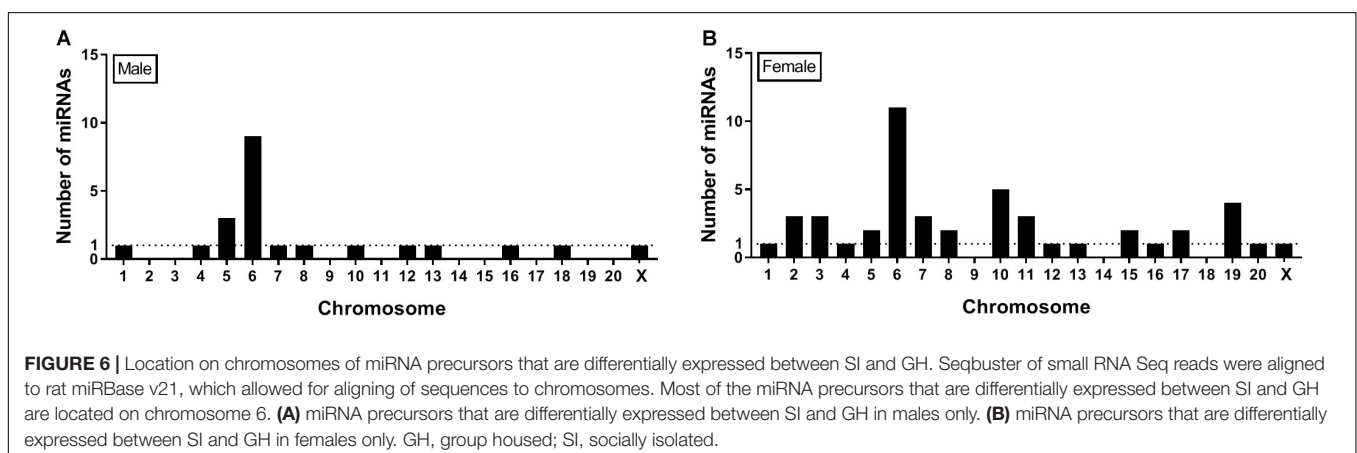 A
15
Male
10
5
1
0
Number of miRNAs
1 2 3 4 5 6 7 8 9 10 11 12 13 14 15 16 17 18 19 20 X
Chromosome
B
15
Female
10
5
1
0
Number of miRNAs
1 2 3 4 5 6 7 8 9 10 11 12 13 14 15 16 17 18 19 20 X
Chromosome
FIGURE 6 | Location on chromosomes of miRNA precursors that are differentially expressed between SI and GH. Seqbuster of small RNA Seq reads were aligned
to rat miRBase v21, which allowed for aligning of sequences to chromosomes. Most of the miRNA precursors that are differentially expressed between SI and GH
are located on chromosome 6. (A) miRNA precursors that are differentially expressed between SI and GH in males only. (B) miRNA precursors that are differentially
expressed between SI and GH in females only. GH, group housed; SI, socially isolated.